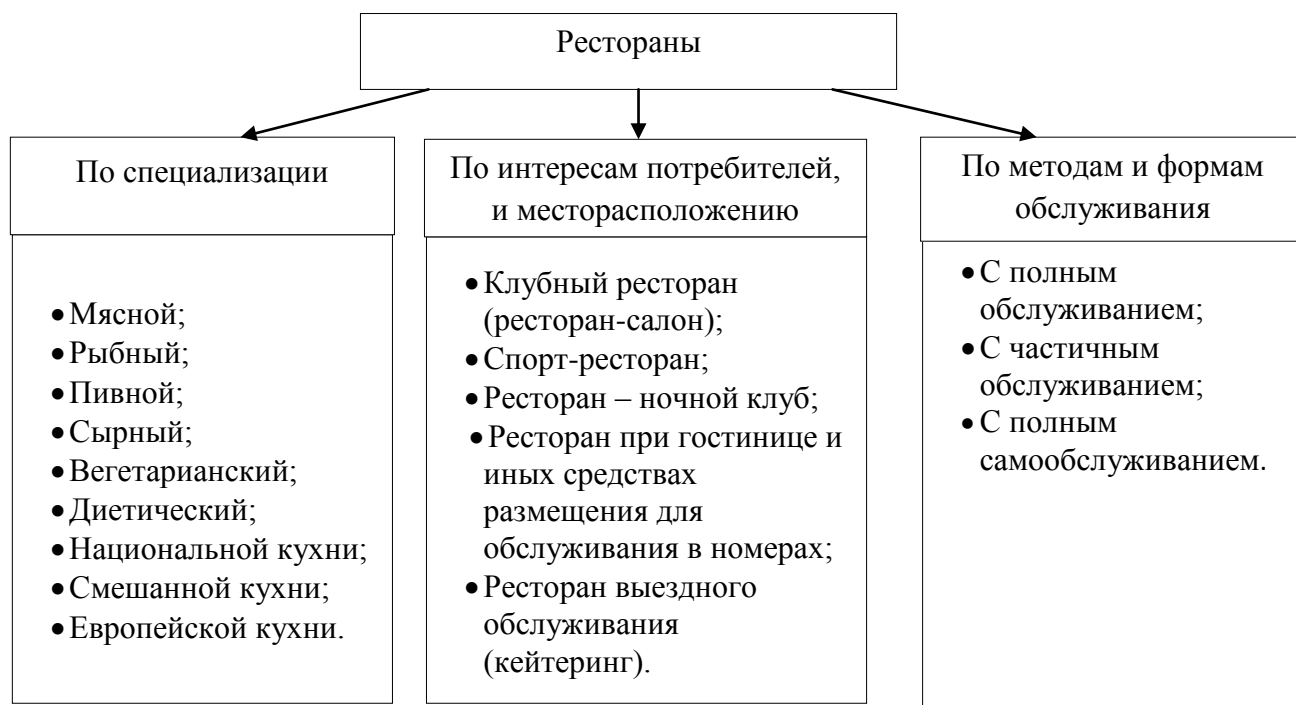 Рестораны
По специализации
• Мясной;
• Рыбный;
• Пивной;
• Сырный;
• Вегетарианский;
• Диетический;
• Национальной кухни;
• Смешанной кухни;
• Европейской кухни.
По интересам потребителей,
и месторасположению
• Клубный ресторан
(ресторан-салон);
• Спорт-ресторан;
• Ресторан – ночной клуб;
• Ресторан при гостинице и
иных средствах
размещения для
обслуживания в номерах;
• Ресторан выездного
обслуживания
(кейтеринг).
По методам и формам
обслуживания
• С полным
обслуживанием;
• С частичным
обслуживанием;
• С полным
самообслуживанием.